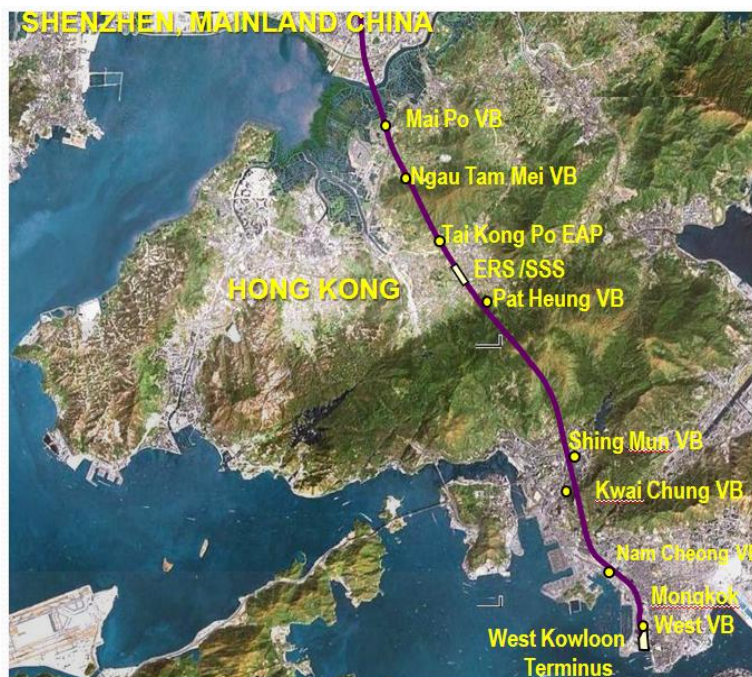 SHENZHEN, MAINLAND CHINA
Mai Po VB
Ngau Tam Mei VB
Tai Kong Po EAP
ERS /SSS
HONG KONG
Pat Heung VB
Shing Mun VB
Kwai Chung VB
Nam Cheong V
Mongkok
West VB
West Kowloon
Terminus